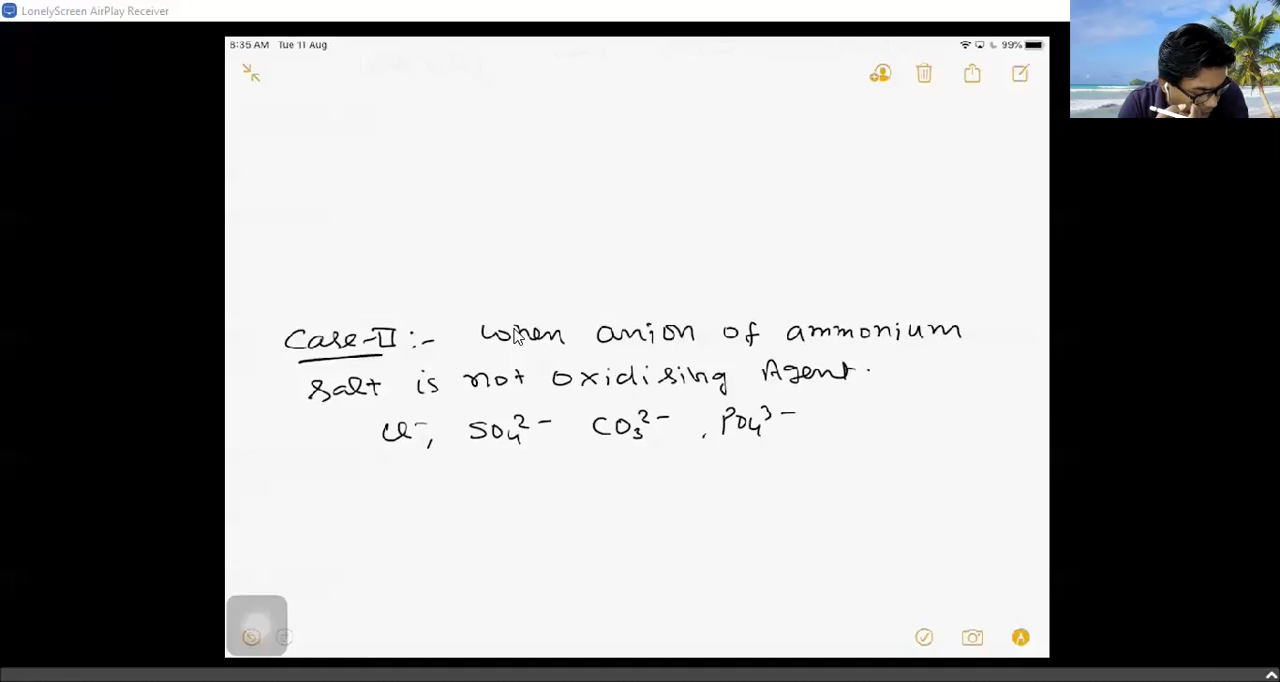 LonelyScreen AirPlay Receiver
8:35 AM Tue 11 Aug 99%
Case-II :- when anion of ammonium
salt is not oxidising Agent.
Cl⁻, SO₄²⁻ CO₃²⁻ , PO₄³⁻